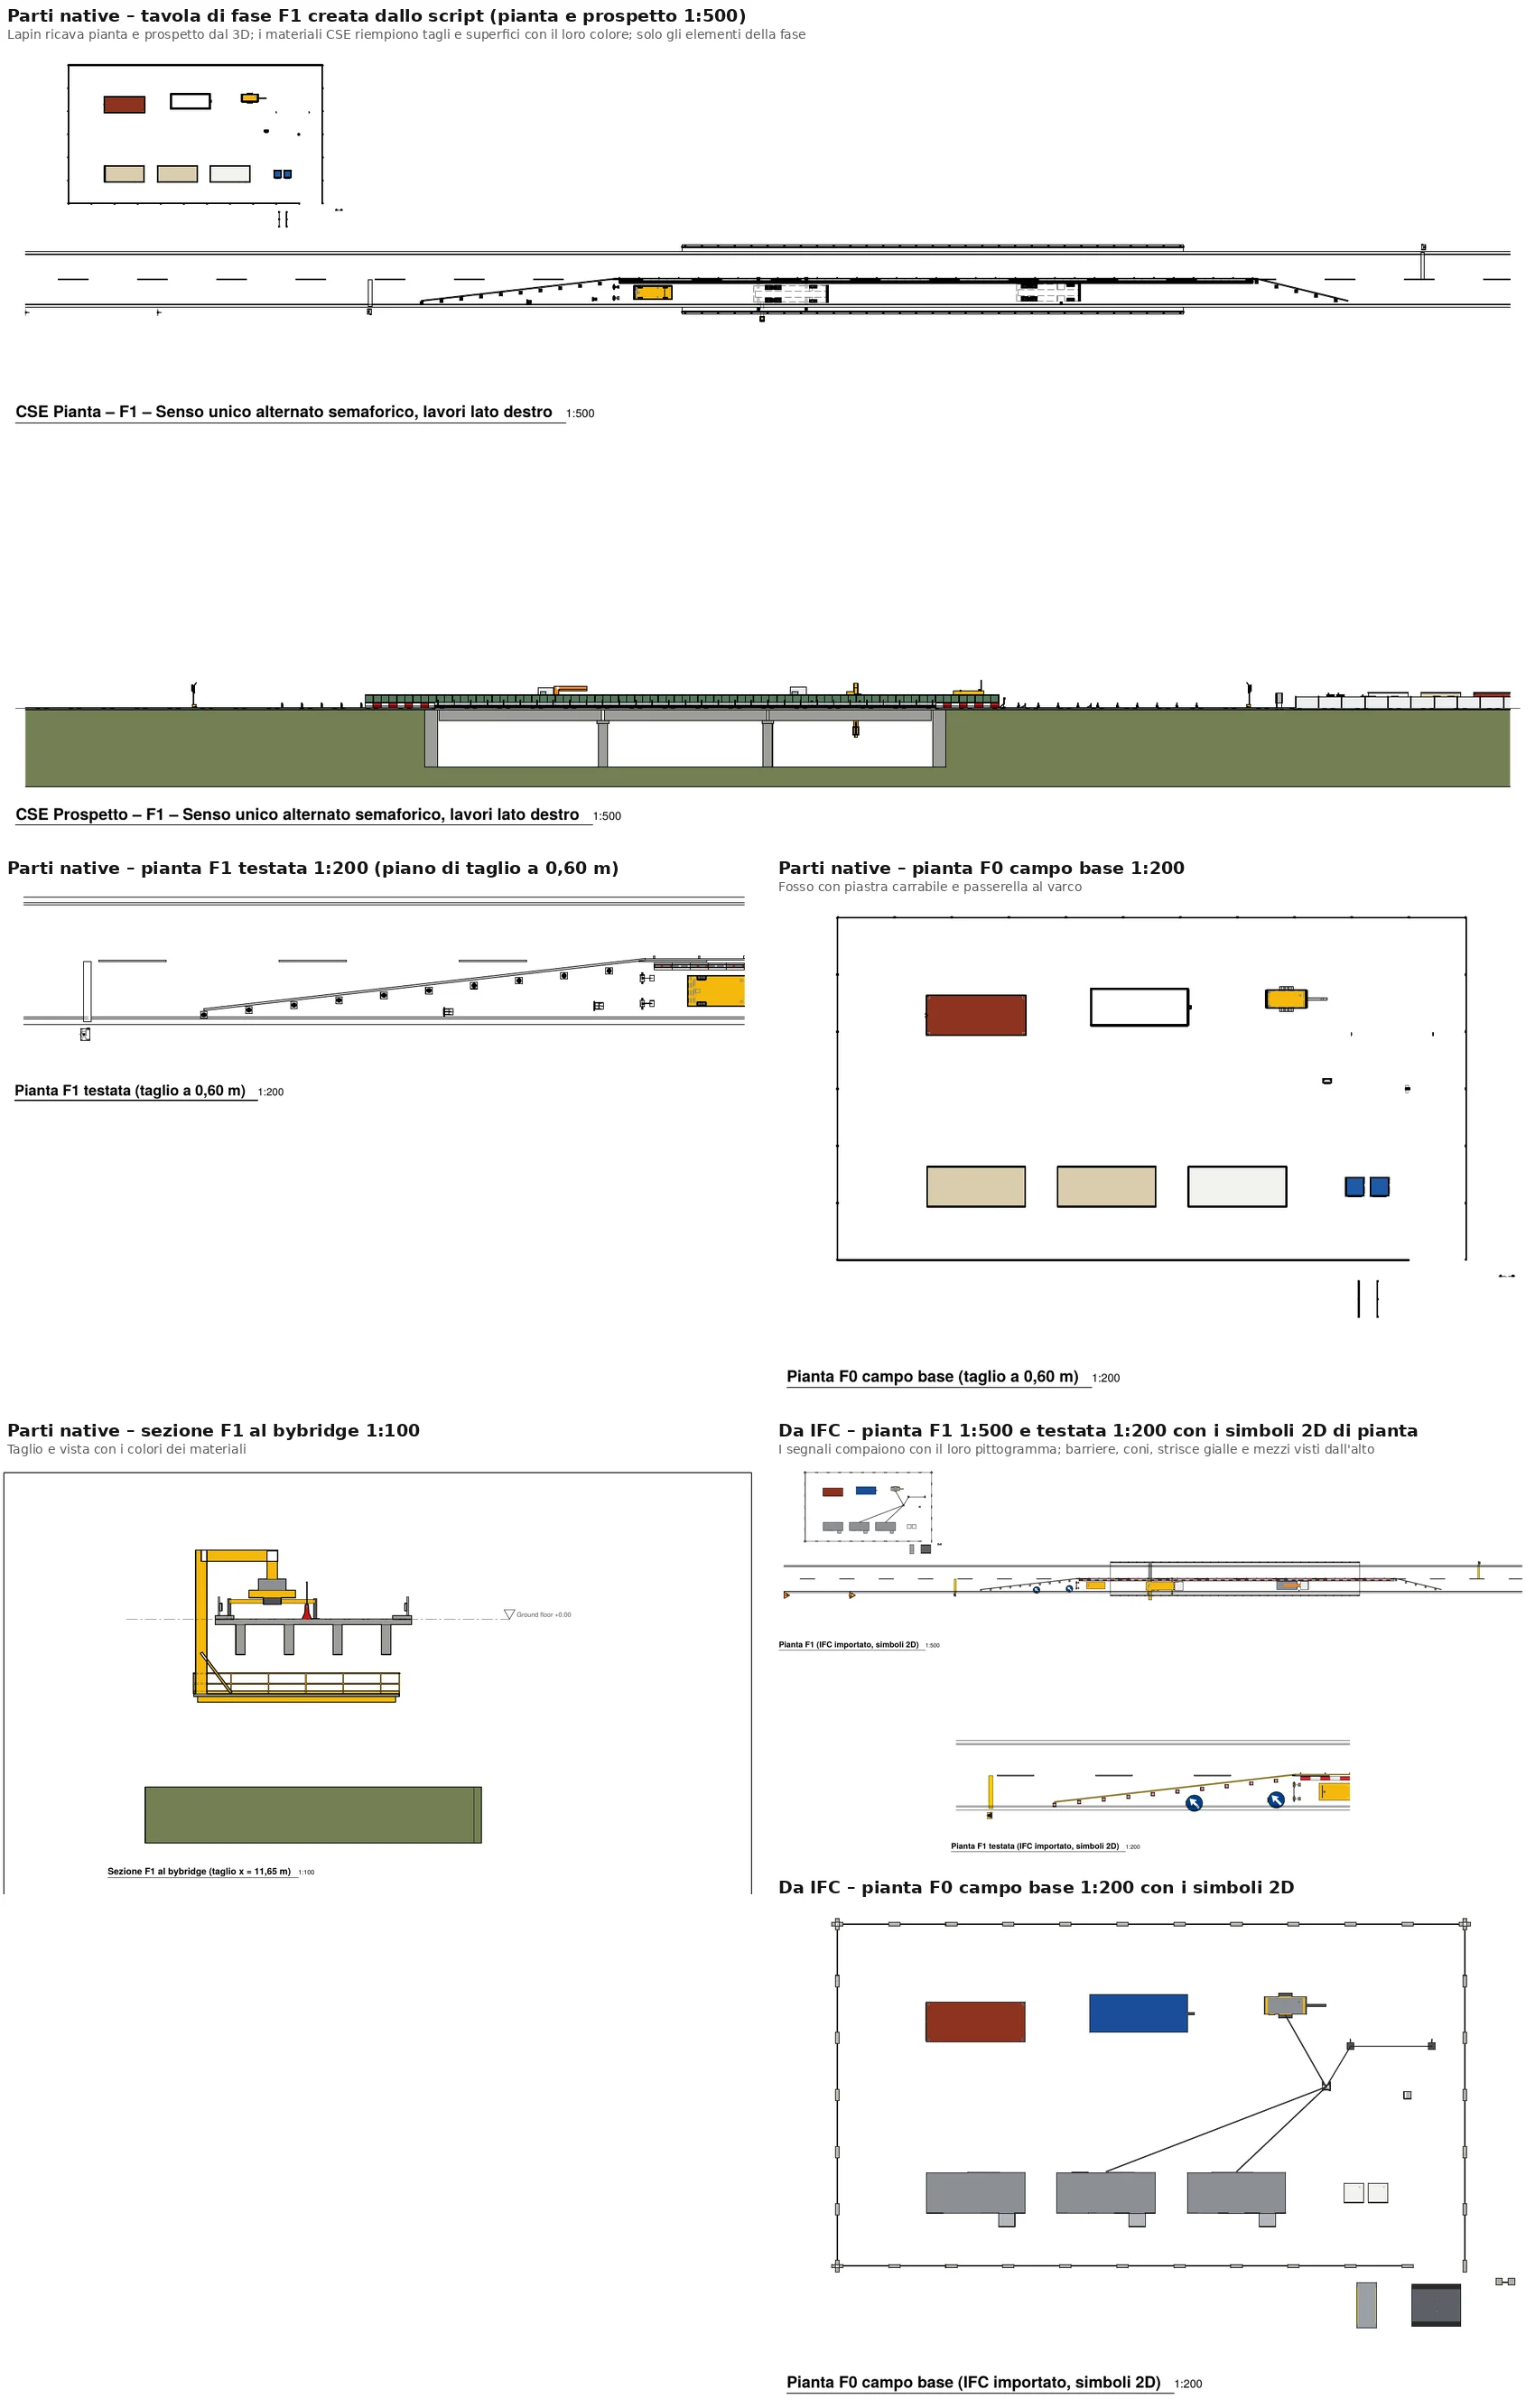 Parti native – tavola di fase F1 creata dallo script (pianta e prospetto 1:500)
Lapin ricava pianta e prospetto dal 3D; i materiali CSE riempiono tagli e superfici con il loro colore; solo gli elementi della fase
CSE Pianta – F1 – Senso unico alternato semaforico, lavori lato destro 1:500
CSE Prospetto – F1 – Senso unico alternato semaforico, lavori lato destro 1:500
Parti native – pianta F1 testata 1:200 (piano di taglio a 0,60 m)
Pianta F1 testata (taglio a 0,60 m) 1:200
Parti native – pianta F0 campo base 1:200
Fosso con piastra carrabile e passerella al varco
Pianta F0 campo base (taglio a 0,60 m) 1:200
Parti native – sezione F1 al bybridge 1:100
Taglio e vista con i colori dei materiali
Ground floor +0.00
Sezione F1 al bybridge (taglio x = 11,65 m) 1:100
Da IFC – pianta F1 1:500 e testata 1:200 con i simboli 2D di pianta
I segnali compaiono con il loro pittogramma; barriere, coni, strisce gialle e mezzi visti dall'alto
Pianta F1 (IFC importato, simboli 2D) 1:500
Pianta F1 testata (IFC importato, simboli 2D) 1:200
Da IFC – pianta F0 campo base 1:200 con i simboli 2D
Pianta F0 campo base (IFC importato, simboli 2D) 1:200